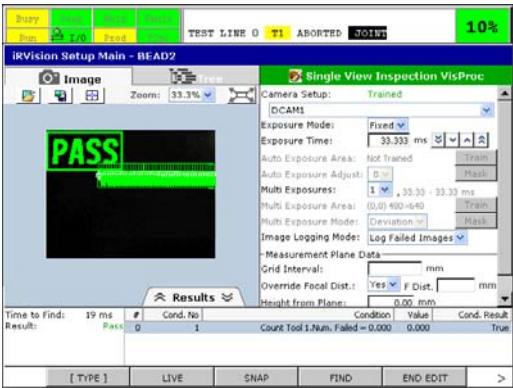 Busy
Run I/O Prod
TEST LINE 0 T1 ABORTED JOINT
10%
iRVision Setup Main - BEAD2
Image
Tree
Zoom: 33.3%
PASS
Single View Inspection VisProc
Camera Setup: Trained
DCAM1
Exposure Mode: Fixed
Exposure Time: 33.333 ms
Auto Exposure Area: Not Trained Train
Auto Exposure Adjust: 0 Mask
Multi Exposures: 1 , 33.33 - 33.33 ms
Multi Exposure Area: (0,0) 480×640 Train
Multi Exposure Mode: Deviation Mask
Image Logging Mode: Log Failed Images
Measurement Plane Data
Grid Interval: mm
Override Focal Dist.: Yes F Dist. mm
Height from Plane: 0.00 mm
Results
Time to Find: 19 ms
Result: Pass
# Cond. No Condition Value Cond. Result
0 1 Count Tool 1.Num. Failed = 0.000 0.000 True
[ TYPE ] LIVE SNAP FIND END EDIT >